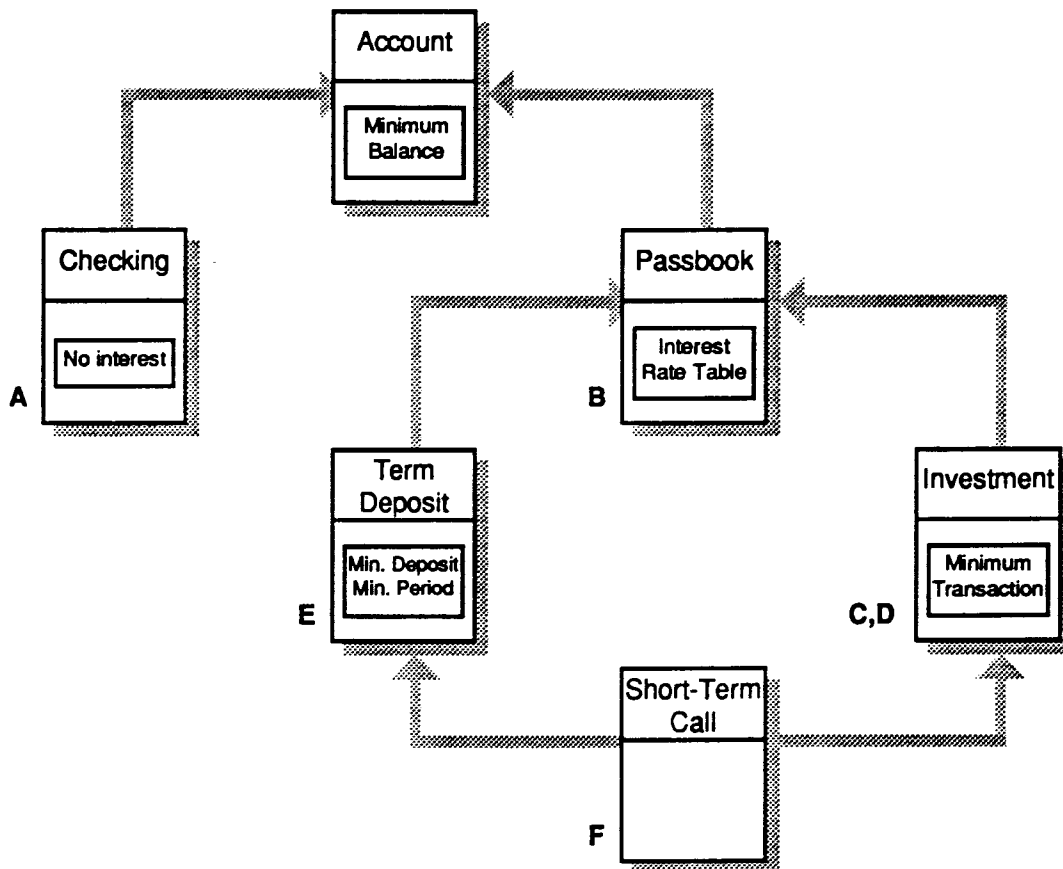 Account
Minimum
Balance
Checking
No interest
A
Passbook
Interest
Rate Table
B
Term
Deposit
Min. Deposit
Min. Period
E
Investment
Minimum
Transaction
C,D
Short-Term
Call
F